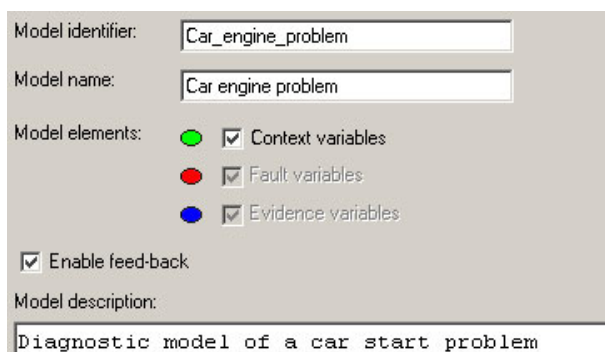 Model identifier: Car_engine_problem
Model name: Car engine problem
Model elements: Context variables
Fault variables
Evidence variables
Enable feed-back
Model description:
Diagnostic model of a car start problem